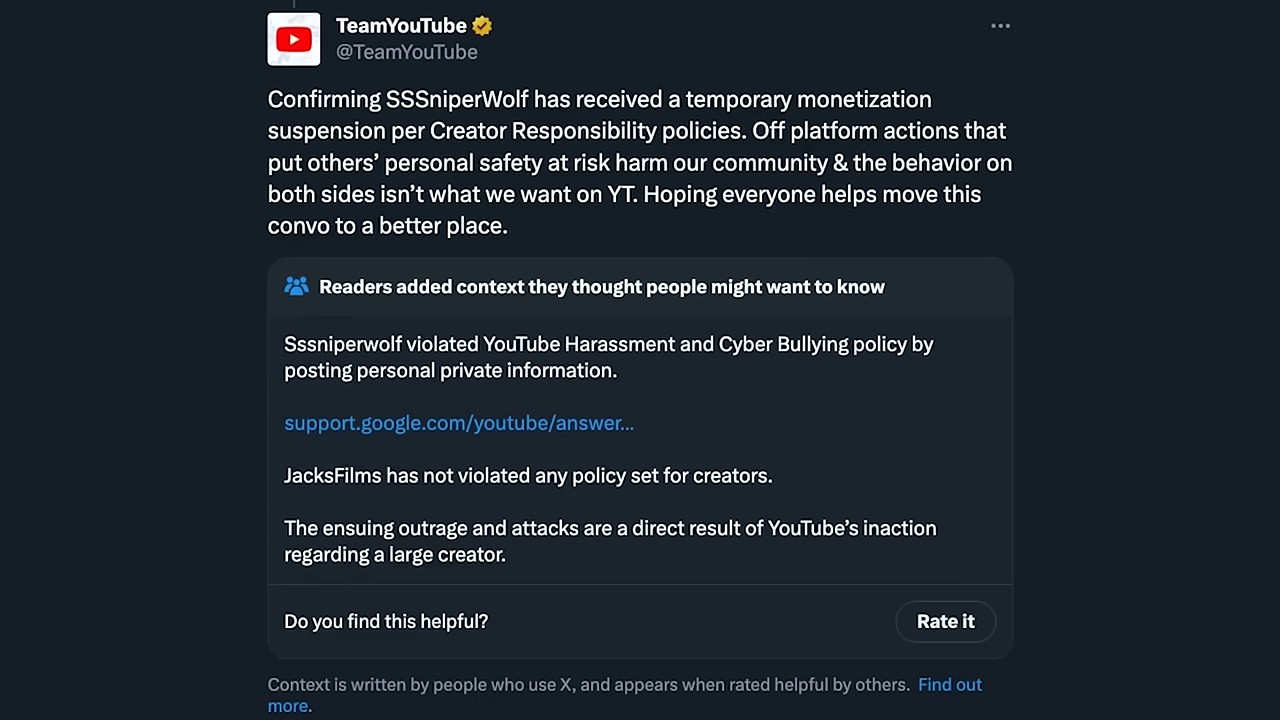 TeamYouTube
@TeamYouTube
Confirming SSSniperWolf has received a temporary monetization
suspension per Creator Responsibility policies. Off platform actions that
put others’ personal safety at risk harm our community & the behavior on
both sides isn’t what we want on YT. Hoping everyone helps move this
convo to a better place.
Readers added context they thought people might want to know
Sssniperwolf violated YouTube Harassment and Cyber Bullying policy by
posting personal private information.
support.google.com/youtube/answer…
JacksFilms has not violated any policy set for creators.
The ensuing outrage and attacks are a direct result of YouTube’s inaction
regarding a large creator.
Do you find this helpful?
Rate it
Context is written by people who use X, and appears when rated helpful by others. Find out
more.